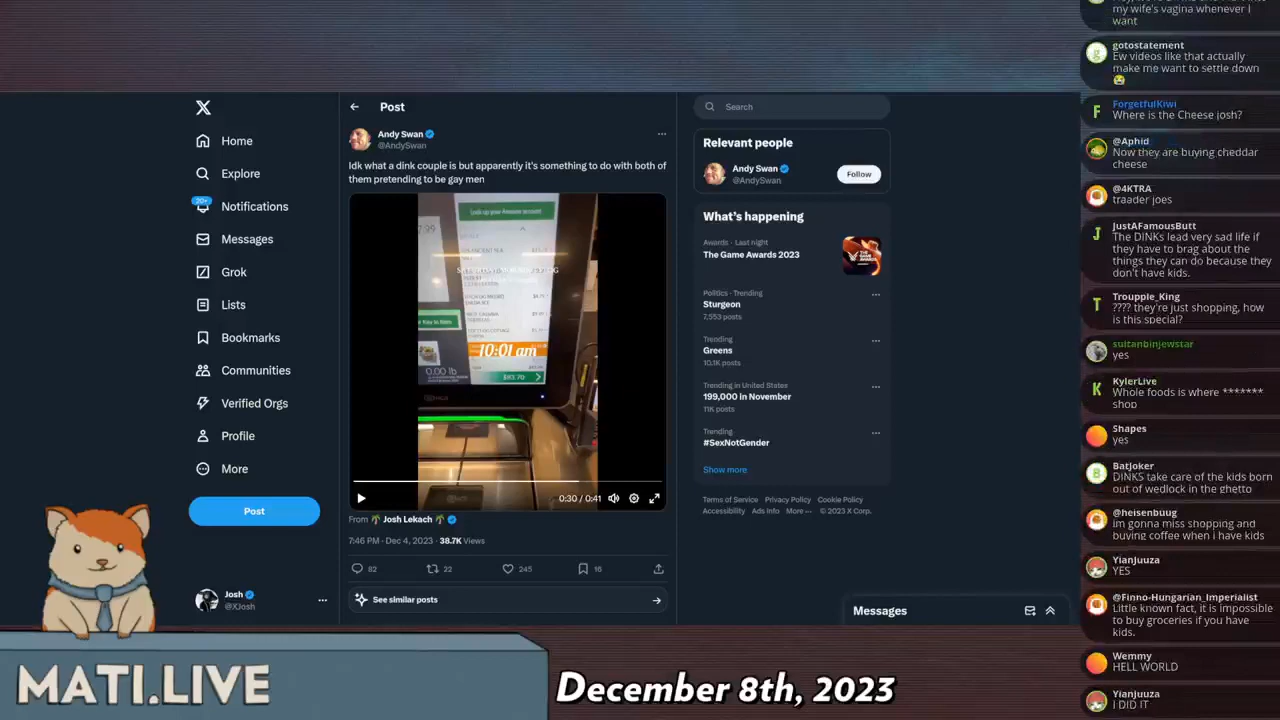 Home
Explore
20+
Notifications
Messages
Grok
Lists
Bookmarks
Communities
Verified Orgs
Profile
More
Post
Josh
@XJosh
Post
Andy Swan
@AndySwan
Idk what a dink couple is but apparently it's something to do with both of
them pretending to be gay men
Look up your Amazon account
10:01 am
0.00 lb
$83.70
0:30 / 0:41
From 🌴 Josh Lekach 🌴
7:46 PM · Dec 4, 2023 · 38.7K Views
82
22
245
16
See similar posts
Search
Relevant people
Andy Swan
@AndySwan
Follow
What's happening
Awards · Last night
The Game Awards 2023
Politics · Trending
Sturgeon
7,553 posts
Trending
Greens
10.1K posts
Trending in United States
199,000 in November
11K posts
Trending
#SexNotGender
Show more
Terms of Service Privacy Policy Cookie Policy
Accessibility Ads Info More··· © 2023 X Corp.
Messages
my wife's vagina whenever i
want
gotostatement
Ew videos like that actually
make me want to settle down
😭
ForgetfulKiwi
Where is the Cheese josh?
@Aphid
Now they are buying cheddar
cheese
@4KTRA
traader joes
JustAFamousButt
The DINKs lead very sad life if
they have to brag about the
things they can do because they
don't have kids.
Trouppie_King
???? they're just shopping, how
is this special?
sultanbinjewstar
yes
KylerLive
Whole foods is where *******
shop
Shapes
yes
BatJoker
DINKS take care of the kids born
out of wedlock in the ghetto
@heisenbuug
Im gonna miss shopping and
buying coffee when i have kids
YianJuuza
YES
@Finno-Hungarian_Imperialist
Little known fact, it is impossible
to buy groceries if you have
kids.
Wemmy
HELL WORLD
YianJuuza
I DID IT
MATI.LIVE
December 8th, 2023